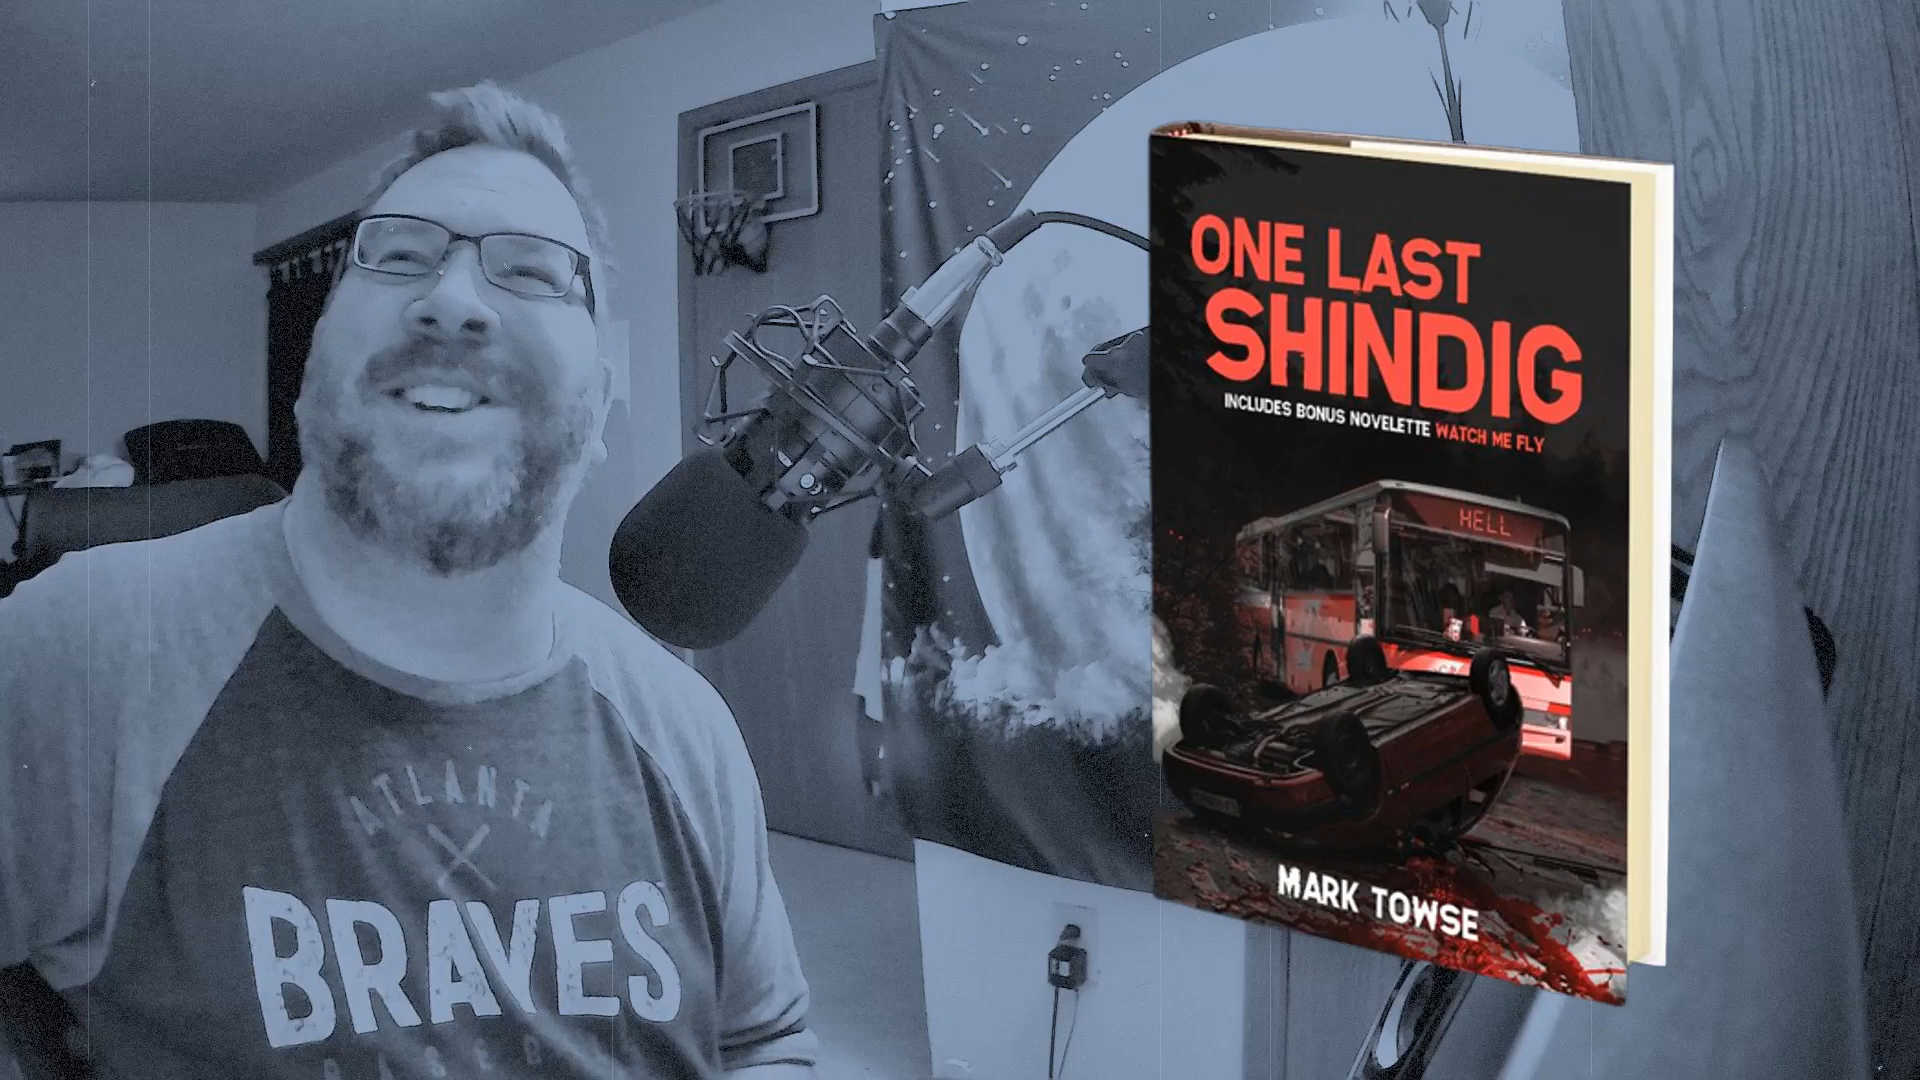 ATLANTA
BRAVES
ONE LAST
SHINDIG
INCLUDES BONUS NOVELETTE WATCH ME FLY
HELL
MARK TOWSE